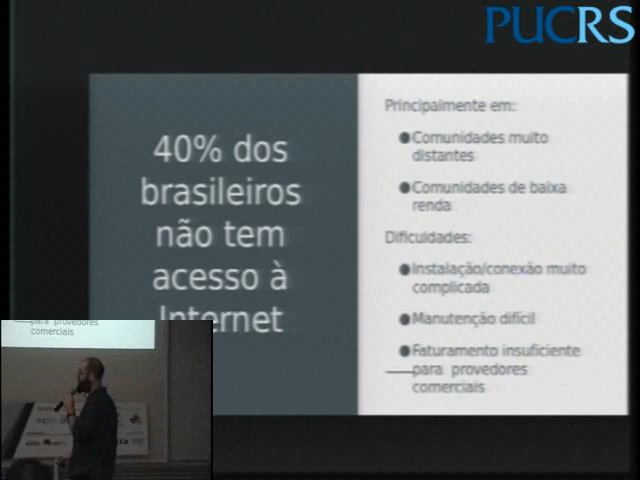 PUCRS
40% dos
brasileiros
não tem
acesso à
Internet
Principalmente em:
●Comunidades muito
distantes
●Comunidades de baixa
renda
Dificuldades:
●Instalação/conexão muito
complicada
●Manutenção difícil
●Faturamento insuficiente
para provedores
comerciais
para provedores
comerciais